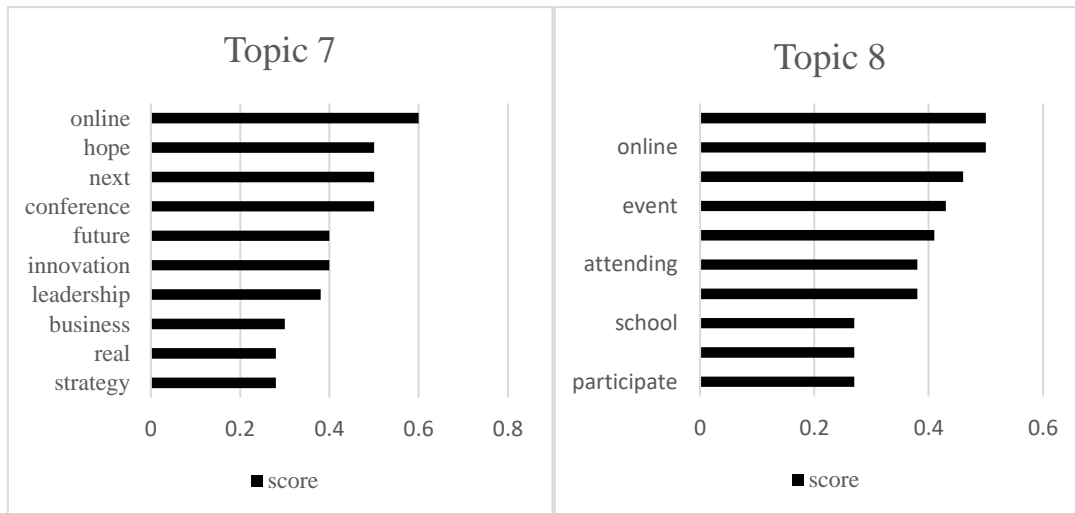 Topic 7
online
hope
next
conference
future
innovation
leadership
business
real
strategy
0 0.2 0.4 0.6 0.8
score
Topic 8
online
event
attending
school
participate
0 0.2 0.4 0.6
score